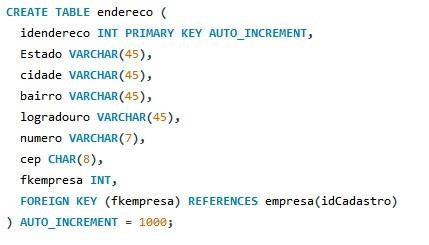 CREATE TABLE endereco (
idendereco INT PRIMARY KEY AUTO_INCREMENT,
Estado VARCHAR(45),
cidade VARCHAR(45),
bairro VARCHAR(45),
logradouro VARCHAR(45),
numero VARCHAR(7),
cep CHAR(8),
fkempresa INT,
FOREIGN KEY (fkempresa) REFERENCES empresa(idCadastro)
) AUTO_INCREMENT = 1000;